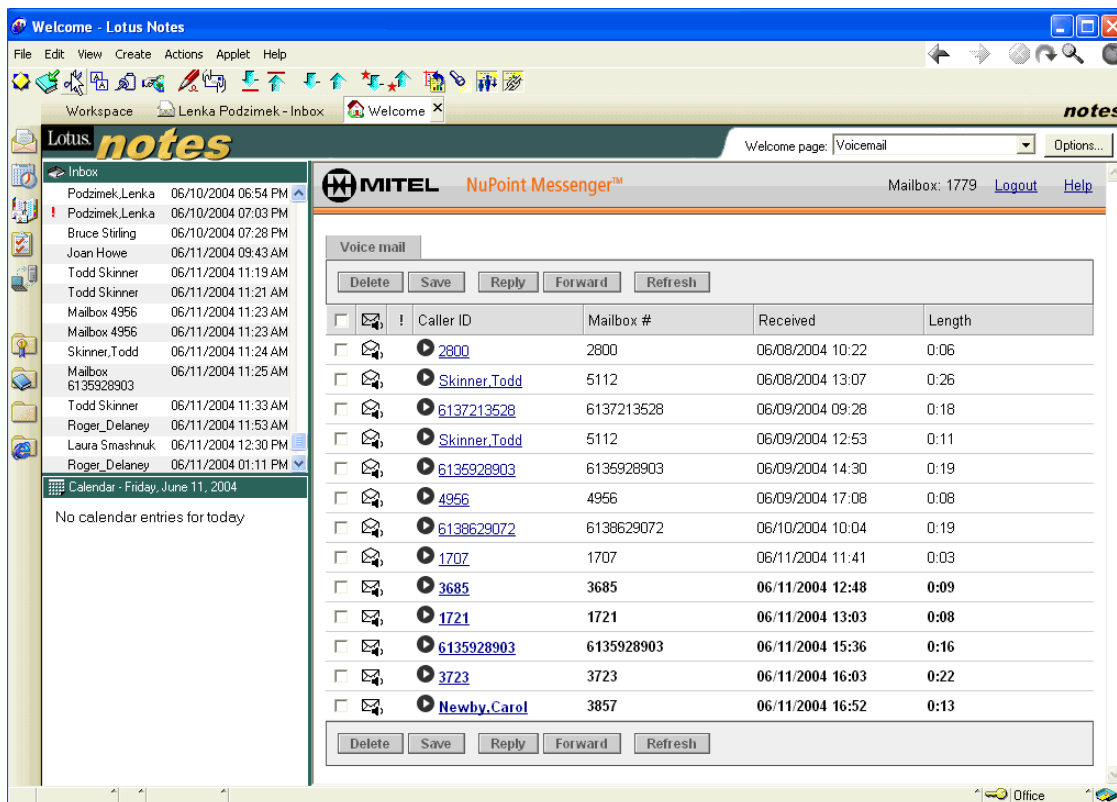 Welcome - Lotus Notes
File Edit View Create Actions Applet Help
Workspace Lenka Podzimek - Inbox Welcome
notes
Lotus. notes
Welcome page: Voicemail Options...
Inbox
Podzimek,Lenka 06/10/2004 06:54 PM
! Podzimek,Lenka 06/10/2004 07:03 PM
Bruce Stirling 06/10/2004 07:28 PM
Joan Howe 06/11/2004 09:43 AM
Todd Skinner 06/11/2004 11:19 AM
Todd Skinner 06/11/2004 11:21 AM
Mailbox 4956 06/11/2004 11:23 AM
Mailbox 4956 06/11/2004 11:23 AM
Skinner,Todd 06/11/2004 11:24 AM
Mailbox 06/11/2004 11:25 AM
6135928903
Todd Skinner 06/11/2004 11:33 AM
Roger_Delaney 06/11/2004 11:53 AM
Laura Smashnuk 06/11/2004 12:30 PM
Roger_Delaney 06/11/2004 01:11 PM
Calendar - Friday, June 11, 2004
No calendar entries for today
MITEL NuPoint Messenger™ Mailbox: 1779 Logout Help
Voice mail
Delete Save Reply Forward Refresh
! Caller ID Mailbox # Received Length
2800 2800 06/08/2004 10:22 0:06
Skinner,Todd 5112 06/08/2004 13:07 0:26
6137213528 6137213528 06/09/2004 09:28 0:18
Skinner,Todd 5112 06/09/2004 12:53 0:11
6135928903 6135928903 06/09/2004 14:30 0:19
4956 4956 06/09/2004 17:08 0:08
6138629072 6138629072 06/10/2004 10:04 0:19
1707 1707 06/11/2004 11:41 0:03
3685 3685 06/11/2004 12:48 0:09
1721 1721 06/11/2004 13:03 0:08
6135928903 6135928903 06/11/2004 15:36 0:16
3723 3723 06/11/2004 16:03 0:22
Newby,Carol 3857 06/11/2004 16:52 0:13
Delete Save Reply Forward Refresh
Office